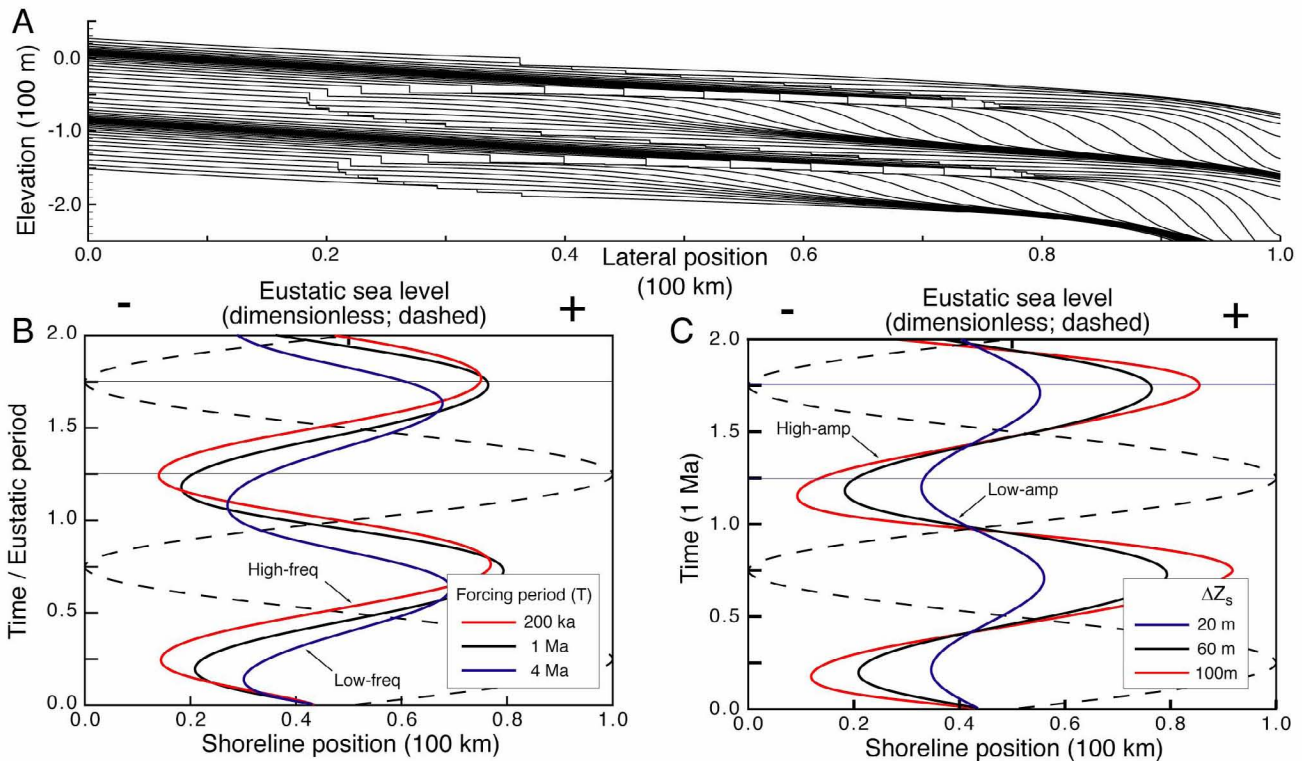 A
Elevation (100 m)
0.0
-1.0
-2.0
0.0
0.2
0.4
Lateral position
(100 km)
0.6
0.8
1.0
B
-
Eustatic sea level
(dimensionless; dashed)
+
Time / Eustatic period
2.0
1.5
1.0
0.5
0.0
High-freq
Low-freq
Forcing period (T)
200 ka
1 Ma
4 Ma
0.0
0.2
0.4
0.6
0.8
1.0
Shoreline position (100 km)
C
-
Eustatic sea level
(dimensionless; dashed)
+
Time (1 Ma)
2.0
1.5
1.0
0.5
0.0
High-amp
Low-amp
ΔZs
20 m
60 m
100m
0.0
0.2
0.4
0.6
0.8
1.0
Shoreline position (100 km)